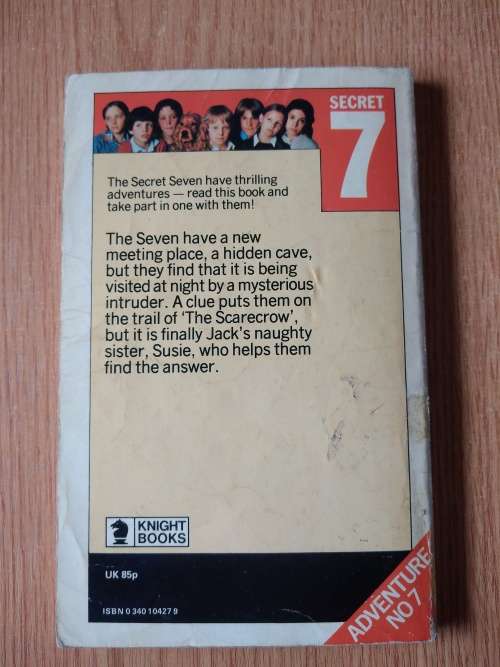 SECRET
7
The Secret Seven have thrilling
adventures — read this book and
take part in one with them!
The Seven have a new
meeting place, a hidden cave,
but they find that it is being
visited at night by a mysterious
intruder. A clue puts them on
the trail of ‘The Scarecrow’,
but it is finally Jack's naughty
sister, Susie, who helps them
find the answer.
KNIGHT
BOOKS
UK 85p
ISBN 0 340 10427 9
ADVENTURE
NO 7